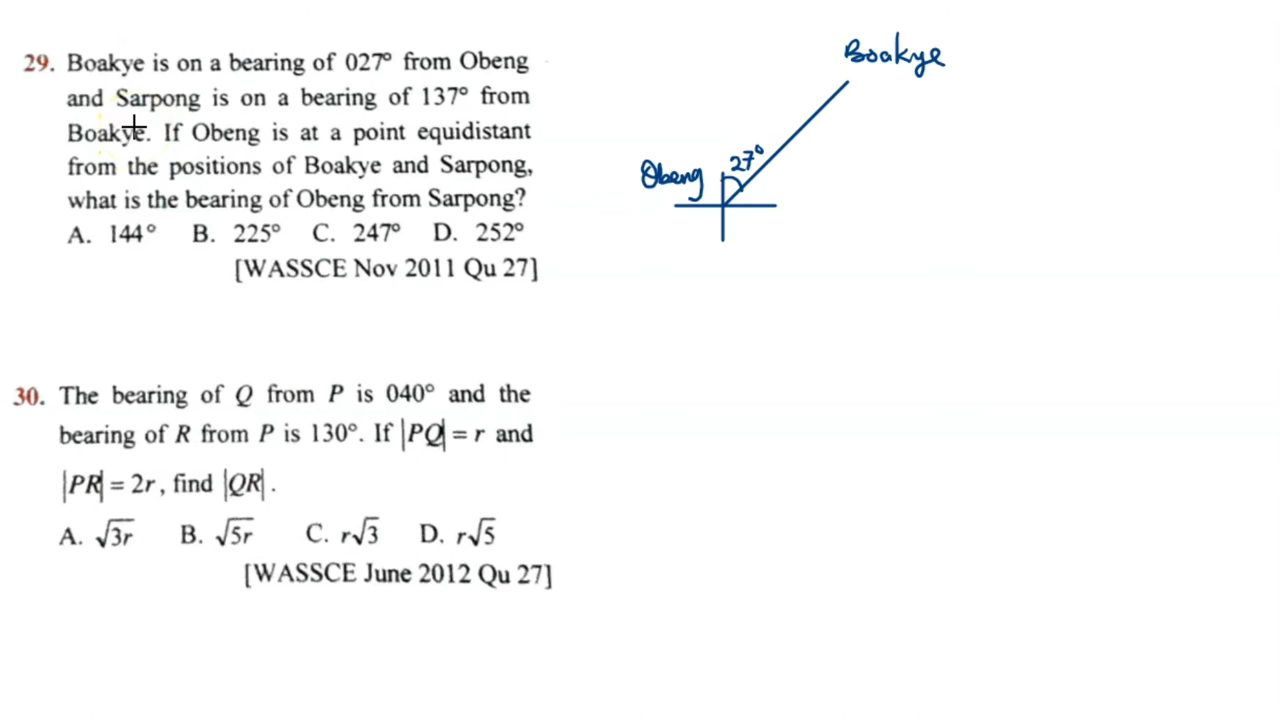 29. Boakye is on a bearing of 027° from Obeng
and Sarpong is on a bearing of 137° from
Boakye. If Obeng is at a point equidistant
from the positions of Boakye and Sarpong,
what is the bearing of Obeng from Sarpong?
A. 144° B. 225° C. 247° D. 252°
[WASSCE Nov 2011 Qu 27]
Boakye
27°
Obeng
30. The bearing of Q from P is 040° and the
bearing of R from P is 130°. If |PQ| = r and
|PR| = 2r, find |QR|.
A. √3r B. √5r C. r√3 D. r√5
[WASSCE June 2012 Qu 27]